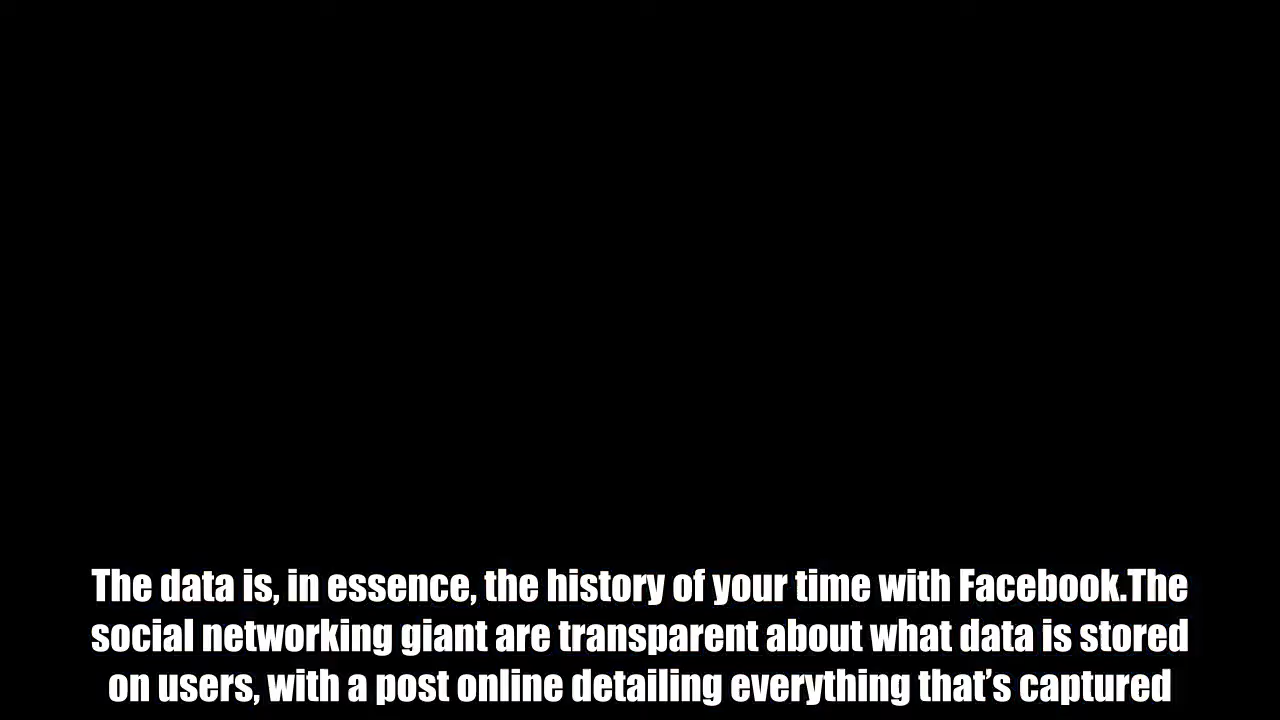 The data is, in essence, the history of your time with Facebook.The
social networking giant are transparent about what data is stored
on users, with a post online detailing everything that’s captured